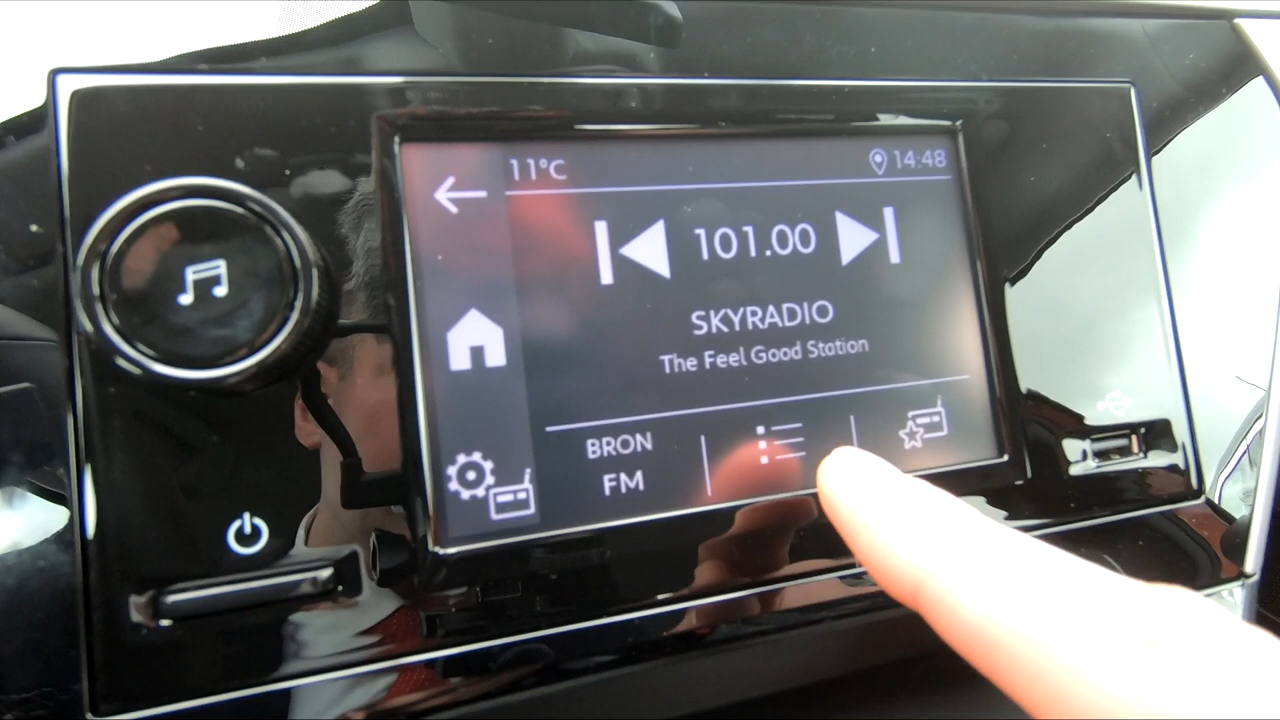 11°C
14:48
101.00
SKYRADIO
The Feel Good Station
BRON
FM